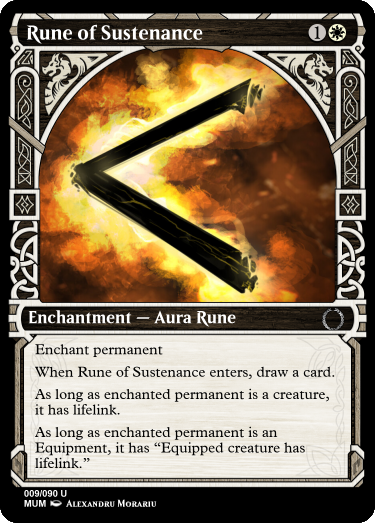 Rune of Sustenance 1
Enchantment — Aura Rune
Enchant permanent
When Rune of Sustenance enters, draw a card.
As long as enchanted permanent is a creature,
it has lifelink.
As long as enchanted permanent is an
Equipment, it has “Equipped creature has
lifelink.”
009/090 U
MUM Alexandru Morariu